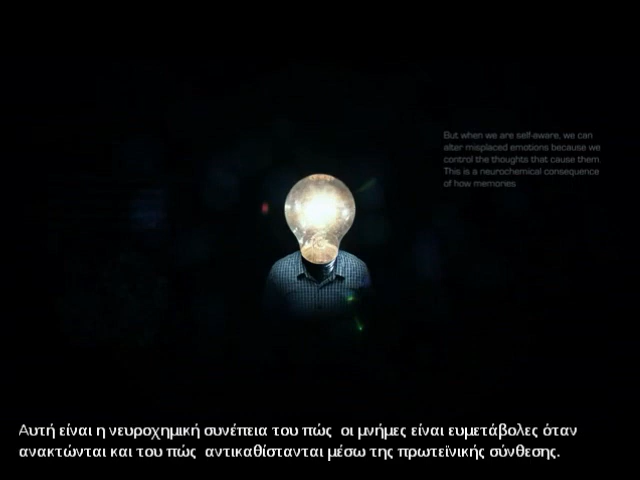 But when we are self-aware, we can
alter misplaced emotions because we
control the thoughts that cause them.
This is a neurochemical consequence
of how memories
Αυτή είναι η νευροχημική συνέπεια του πώς οι μνήμες είναι ευμετάβολες όταν
ανακτώνται και του πώς αντικαθίστανται μέσω της πρωτεϊνικής σύνθεσης.